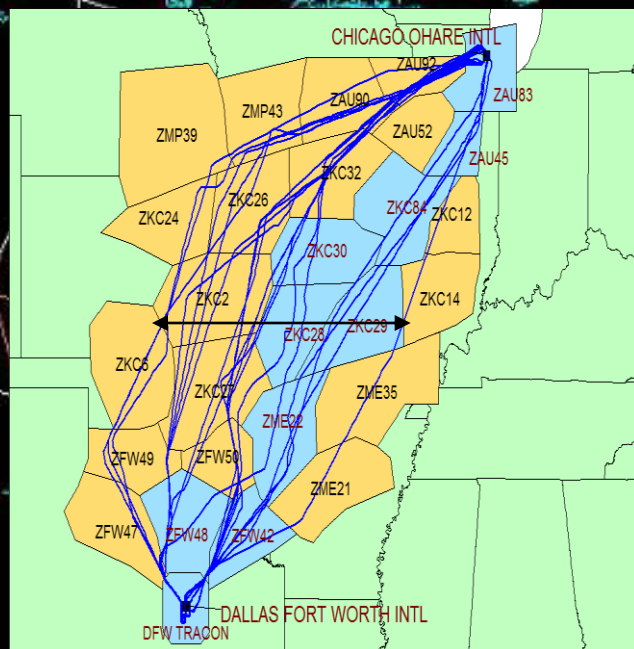 CHICAGO OHARE INTL
ZAU92
ZMP43
ZAU90
ZAU83
ZMP39
ZAU52
ZAU45
ZKC32
ZKC26
ZKC24
ZKC84
ZKC12
ZKC30
ZKC2
ZKC14
ZKC28
ZKC29
ZKC6
ZKC27
ZME35
ZME22
ZFW49
ZFW50
ZME21
ZFW47
ZFW48
ZFW42
DALLAS FORT WORTH INTL
DFW TRACON